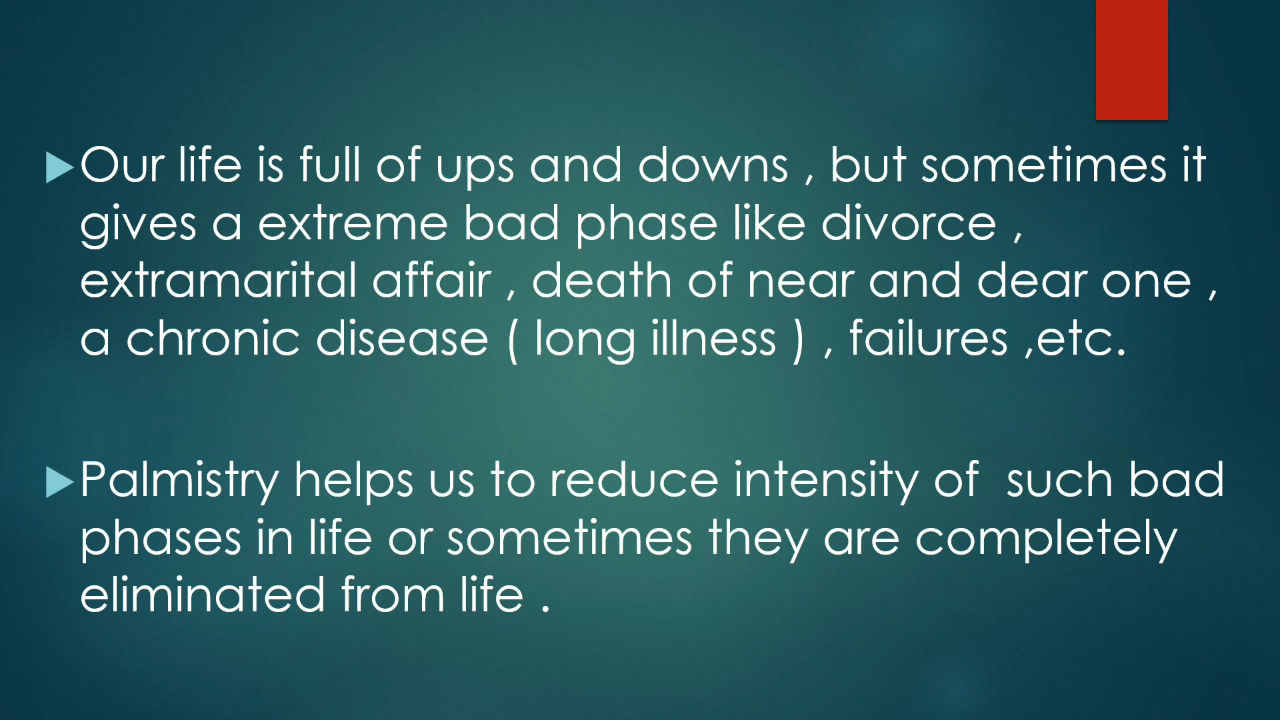 Our life is full of ups and downs , but sometimes it
gives a extreme bad phase like divorce ,
extramarital affair , death of near and dear one ,
a chronic disease ( long illness ) , failures ,etc.
Palmistry helps us to reduce intensity of  such bad
phases in life or sometimes they are completely
eliminated from life .